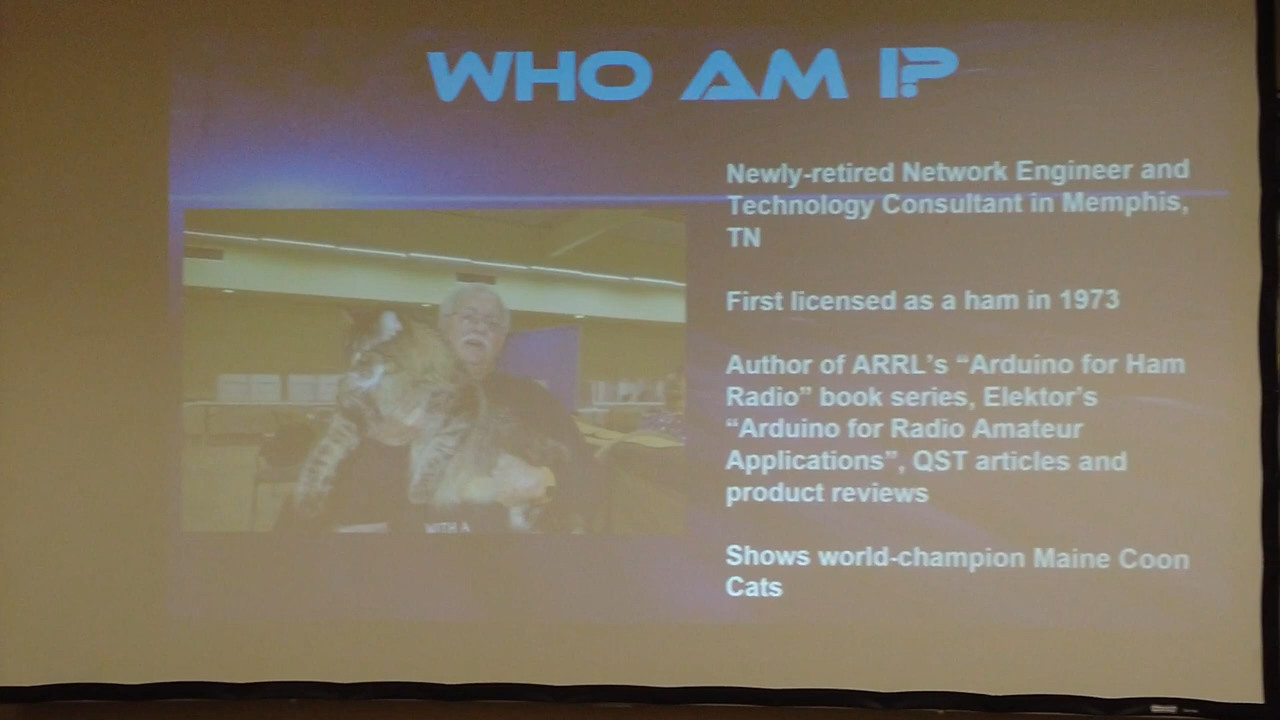 WHO AM I?
Newly-retired Network Engineer and
Technology Consultant in Memphis,
TN
First licensed as a ham in 1973
Author of ARRL's “Arduino for Ham
Radio” book series, Elektor's
“Arduino for Radio Amateur
Applications”, QST articles and
product reviews
Shows world-champion Maine Coon
Cats
WITH A